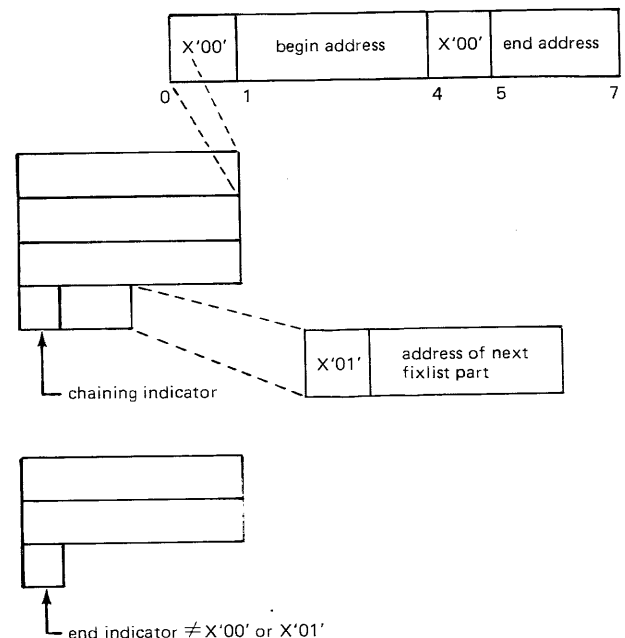 X'00' begin address X'00' end address
0 1 4 5 7
X'01' address of next
fixlist part
chaining indicator
end indicator ≠ X'00' or X'01'